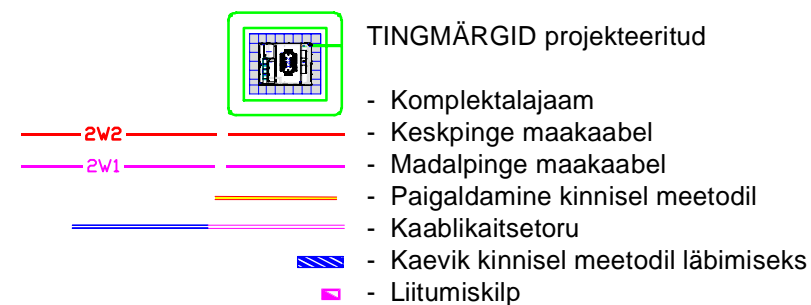 TINGMÄRGID projekteeritud
- Komplektalajaam
2W2 - Keskpinge maakaabel
2W1 - Madalpinge maakaabel
- Paigaldamine kinnisel meetodil
- Kaablikaitsetoru
- Kaevik kinnisel meetodil läbimiseks
- Liitumiskilp